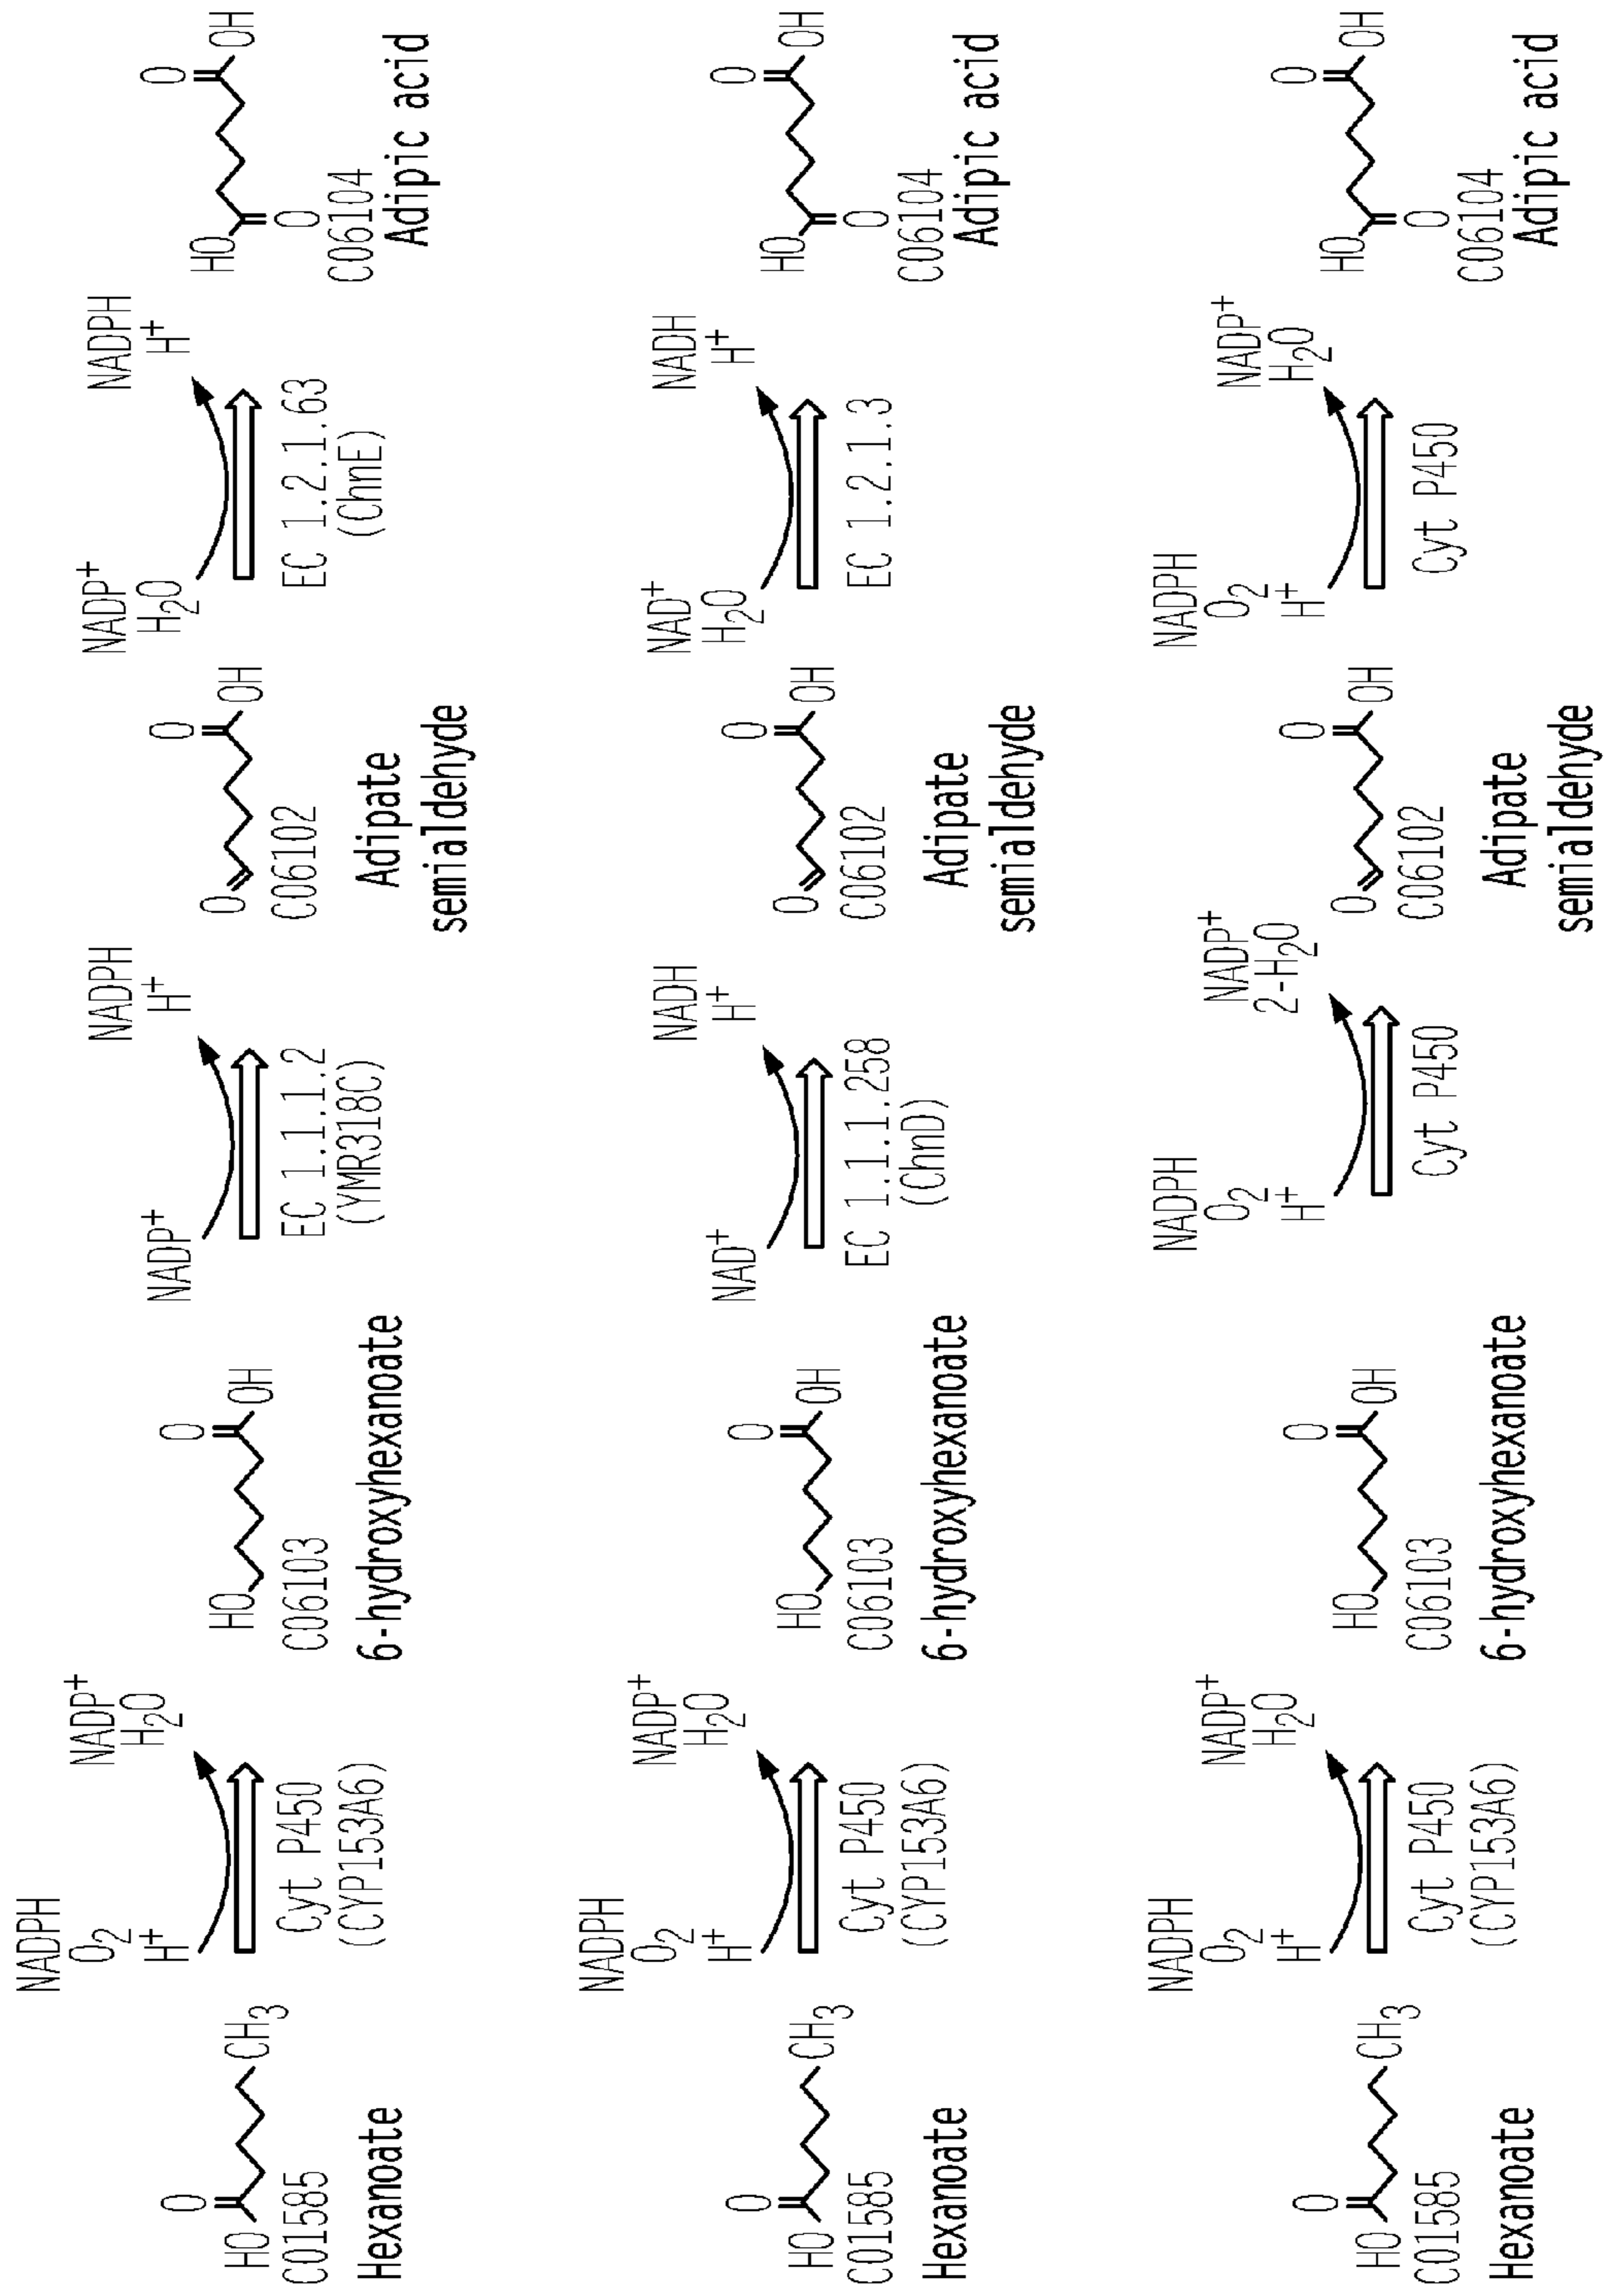 NADPH
O2
H+
NADP+
H2O
NADP+
NADPH
H+
NADP+
H2O
NADPH
H+
O
HO
CH3
HO
O
OH
O
O
OH
HO
O
O
OH
C01585
Cyt P450
(CYP153A6)
C06103
EC 1.1.1.2
(YMR318C)
C06102
EC 1.2.1.63
(ChnE)
C06104
Hexanoate
6-hydroxyhexanoate
Adipate
semialdehyde
Adipic acid
NADPH
O2
H+
NADP+
H2O
NAD+
NADH
H+
NAD+
H2O
NADH
H+
O
HO
CH3
HO
O
OH
O
O
OH
HO
O
O
OH
C01585
Cyt P450
(CYP153A6)
C06103
EC 1.1.1.258
(ChnD)
C06102
EC 1.2.1.3
C06104
Hexanoate
6-hydroxyhexanoate
Adipate
semialdehyde
Adipic acid
NADPH
O2
H+
NADP+
H2O
NADPH
O2
H+
NADP+
2-H2O
NADPH
O2
H+
NADP+
H2O
O
HO
CH3
HO
O
OH
O
O
OH
HO
O
O
OH
C01585
Cyt P450
(CYP153A6)
C06103
Cyt P450
C06102
Cyt P450
C06104
Hexanoate
6-hydroxyhexanoate
Adipate
semialdehyde
Adipic acid